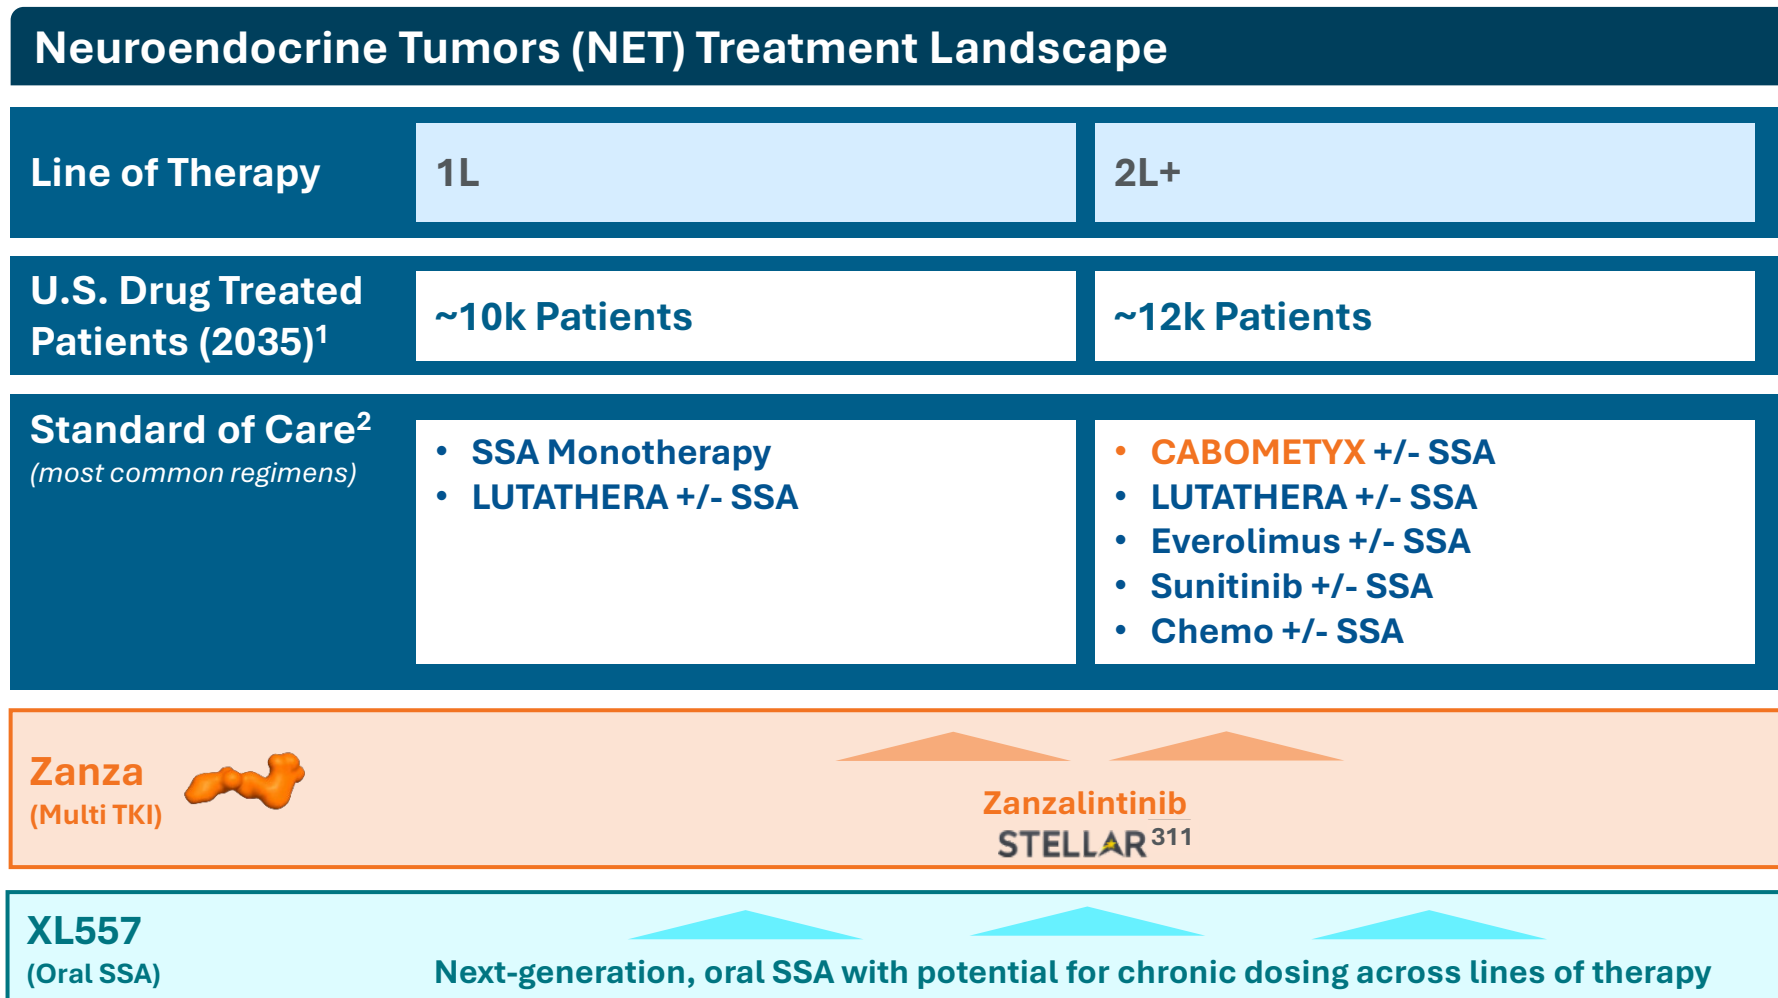 Neuroendocrine Tumors (NET) Treatment Landscape
Line of Therapy
1L
2L+
U.S. Drug Treated
Patients (2035)¹
~10k Patients
~12k Patients
Standard of Care²
(most common regimens)
• SSA Monotherapy
• LUTATHERA +/- SSA
• CABOMETYX +/- SSA
• LUTATHERA +/- SSA
• Everolimus +/- SSA
• Sunitinib +/- SSA
• Chemo +/- SSA
Zanza
(Multi TKI)
Zanzalintinib
STELLAR 311
XL557
(Oral SSA)
Next-generation, oral SSA with potential for chronic dosing across lines of therapy